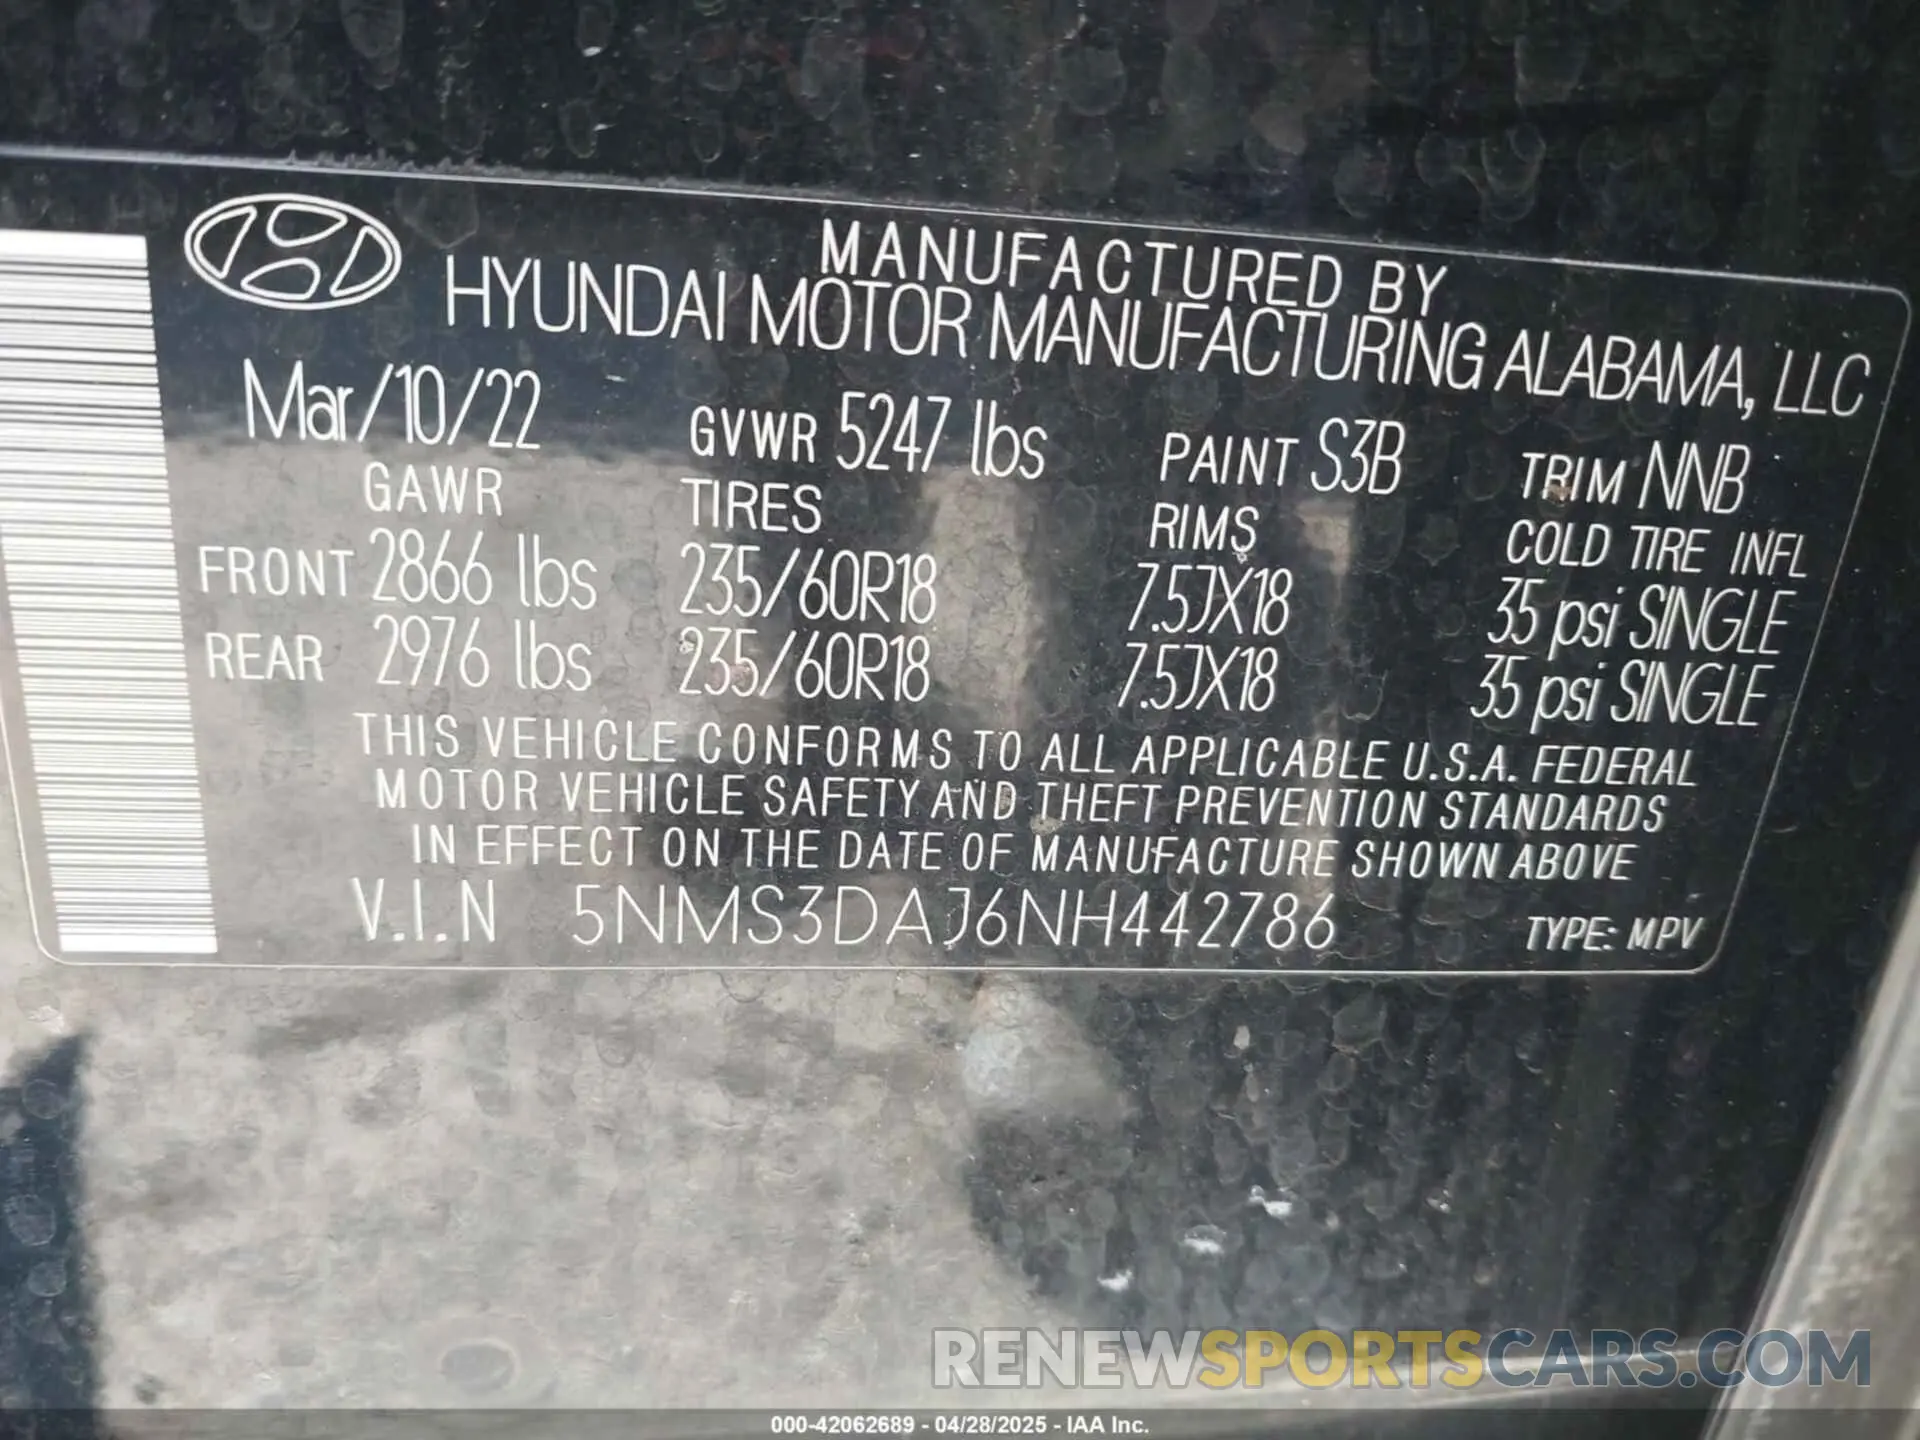 MANUFACTURED BY
HYUNDAI MOTOR MANUFACTURING ALABAMA, LLC
Mar/10/22 GVWR 5247 lbs PAINT S3B TRIM NNB
GAWR TIRES RIMS COLD TIRE INFL
FRONT 2866 lbs 235/60R18 7.5JX18 35 psi SINGLE
REAR 2976 lbs 235/60R18 7.5JX18 35 psi SINGLE
THIS VEHICLE CONFORMS TO ALL APPLICABLE U.S.A. FEDERAL
MOTOR VEHICLE SAFETY AND THEFT PREVENTION STANDARDS
IN EFFECT ON THE DATE OF MANUFACTURE SHOWN ABOVE
V.I.N 5NMS3DAJ6NH442786 TYPE: MPV
RENEWSPORTSCARS.COM
000-42062689 - 04/28/2025 - IAA Inc.